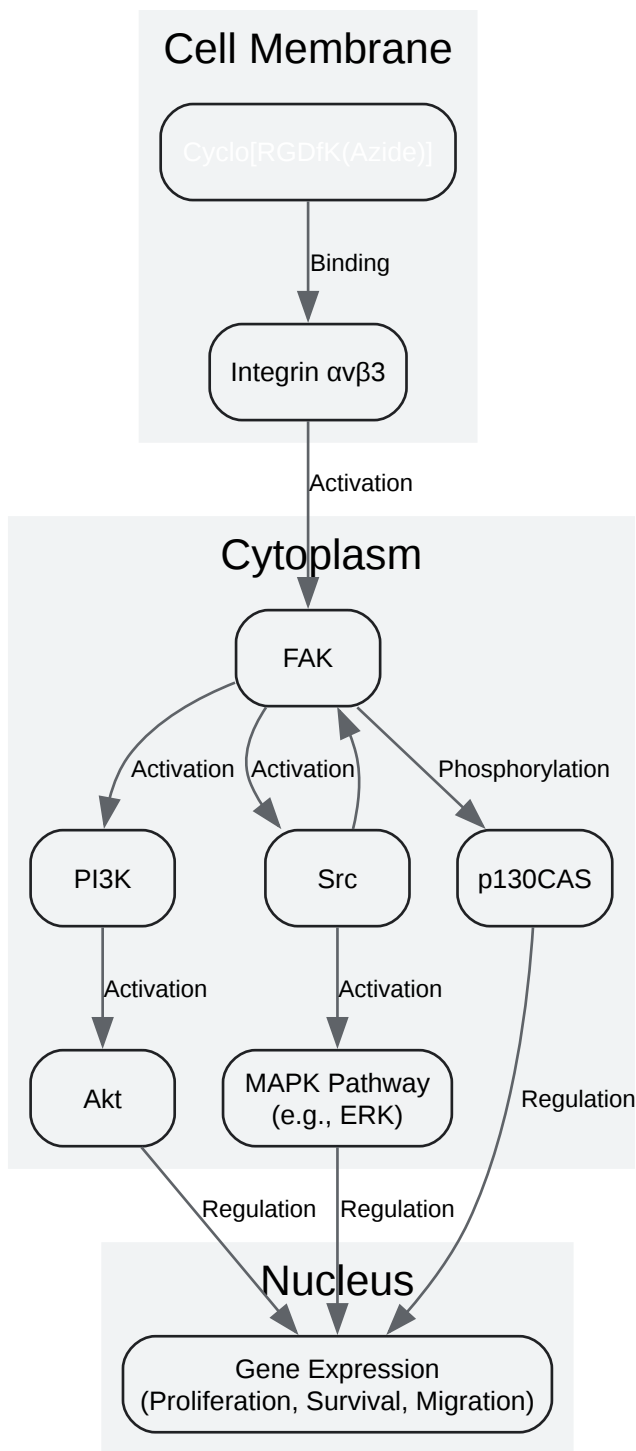 Cell Membrane
Cyclo[RGDfK(Azide)]
Binding
Integrin αvβ3
Activation
Cytoplasm
FAK
Activation
Activation
Phosphorylation
PI3K
Src
p130CAS
Activation
Activation
Akt
MAPK Pathway
(e.g., ERK)
Regulation
Regulation
Regulation
Nucleus
Gene Expression
(Proliferation, Survival, Migration)